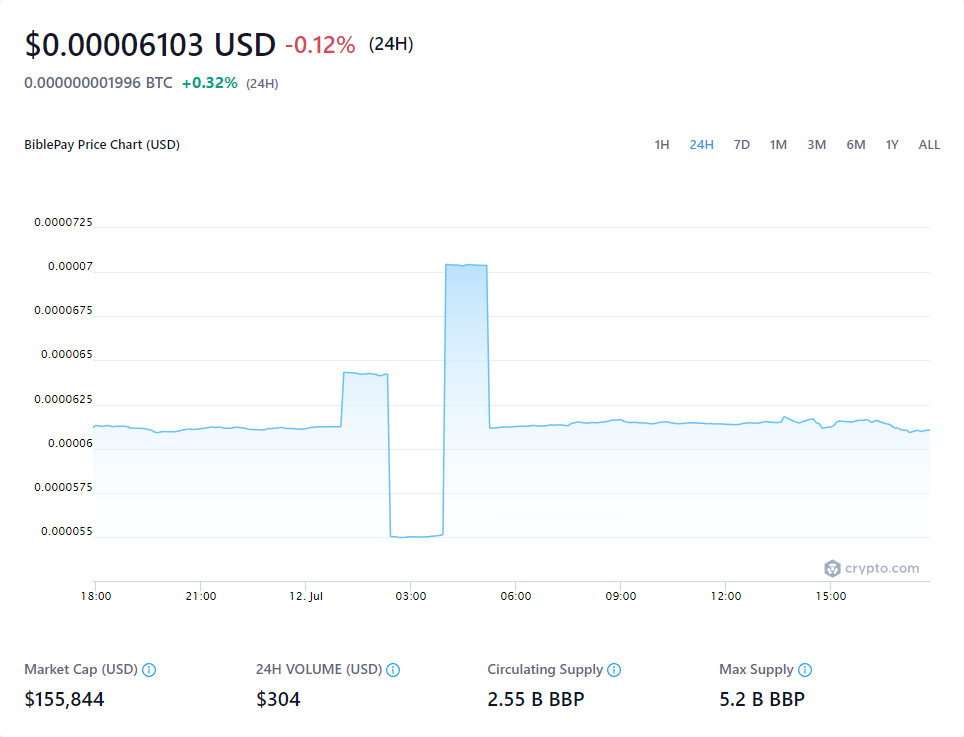 $0.00006103 USD -0.12% (24H)
0.000000001996 BTC +0.32% (24H)
BiblePay Price Chart (USD) 1H 24H 7D 1M 3M 6M 1Y ALL
0.0000725
0.00007
0.0000675
0.000065
0.0000625
0.00006
0.0000575
0.000055
crypto.com
18:00 21:00 12. Jul 03:00 06:00 09:00 12:00 15:00
Market Cap (USD) 24H VOLUME (USD) Circulating Supply Max Supply
$155,844 $304 2.55 B BBP 5.2 B BBP